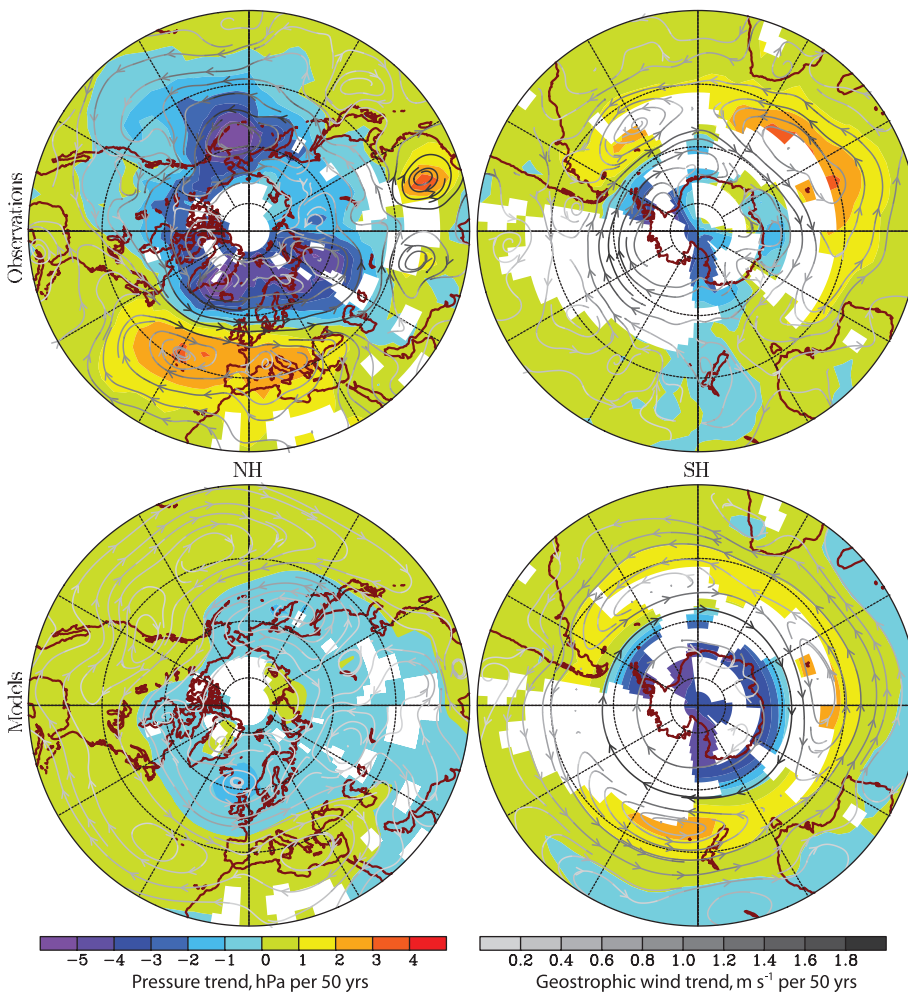 Observations
NH
SH
Models
−5 −4 −3 −2 −1 0 1 2 3 4
Pressure trend, hPa per 50 yrs
0.2 0.4 0.6 0.8 1.0 1.2 1.4 1.6 1.8
Geostrophic wind trend, m s⁻¹ per 50 yrs